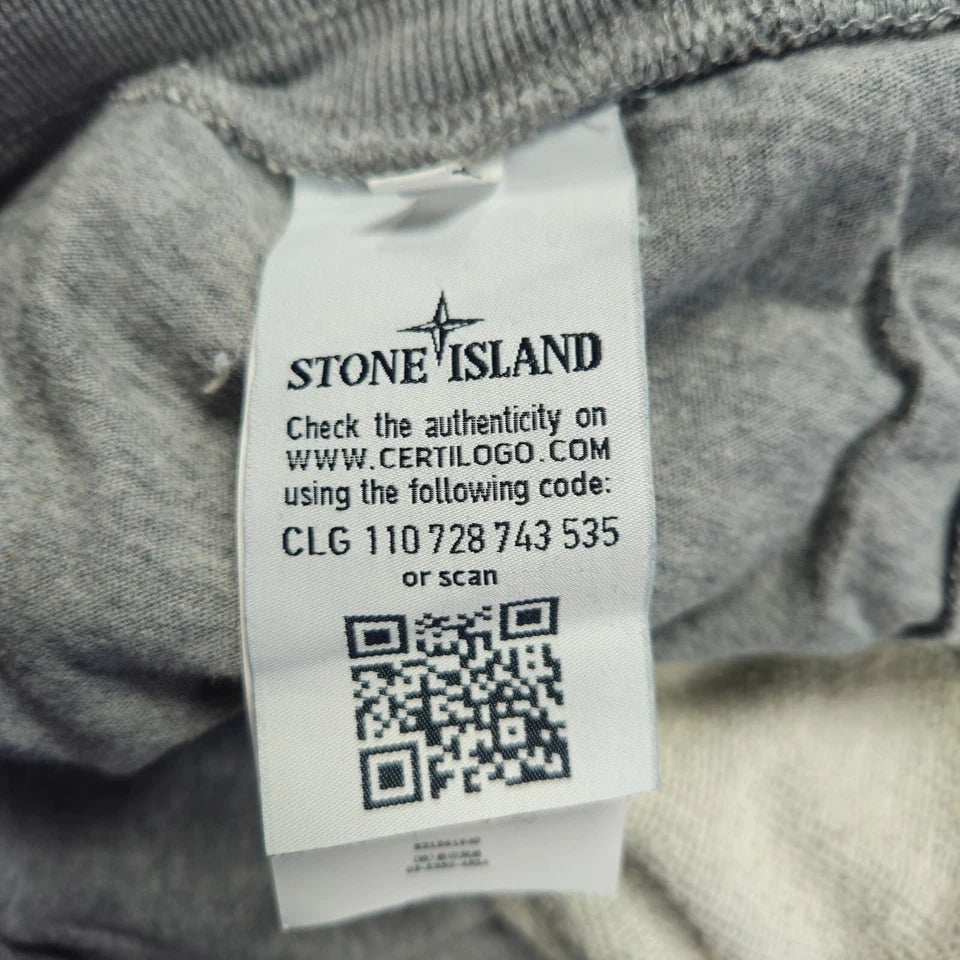 STONE ISLAND
Check the authenticity on
WWW.CERTILOGO.COM
using the following code:
CLG 110 728 743 535
or scan